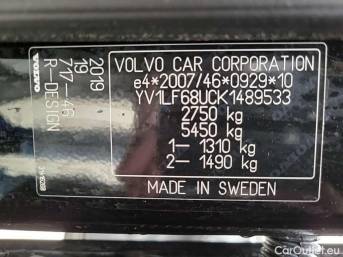 VOLVO CAR CORPORATION
e4*2007/46*0929*10
YV1LF68UCK1489533
2750 kg
5450 kg
1- 1310 kg
2- 1490 kg
MADE IN SWEDEN
2019
19
717-46
R-DESIGN
VOLVO
CarOutlet.eu